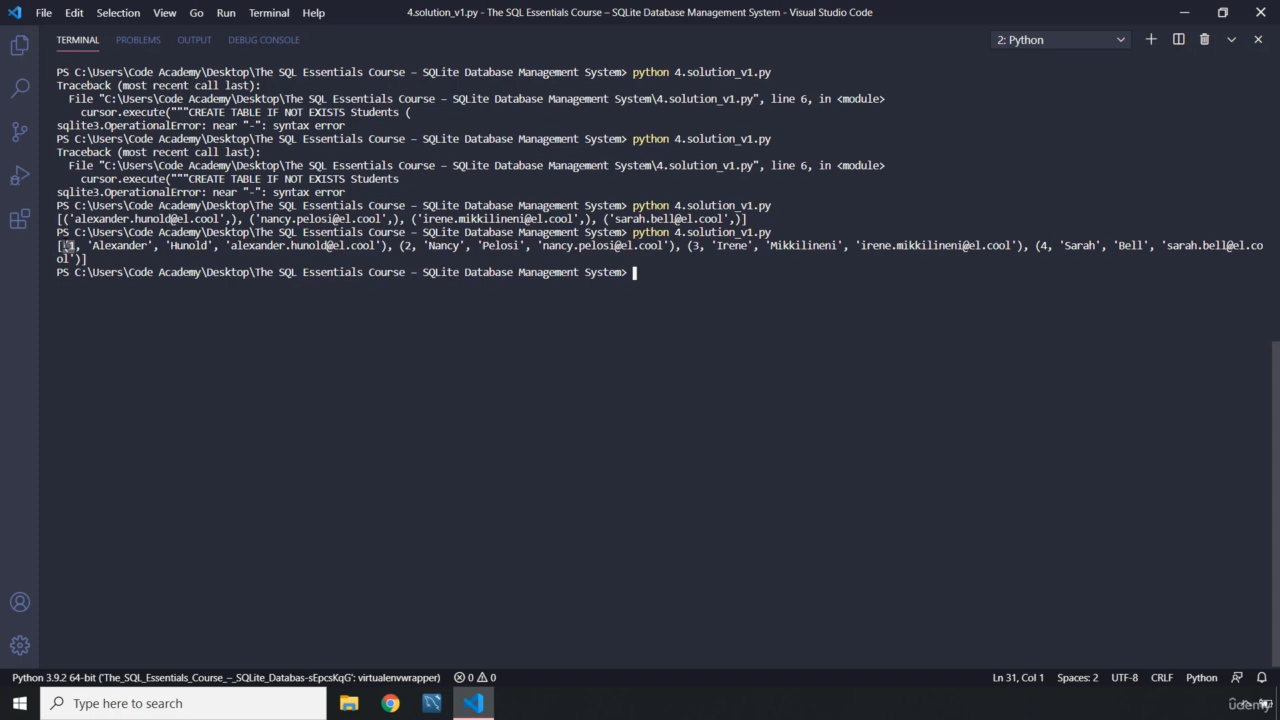 File Edit Selection View Go Run Terminal Help 4.solution_v1.py - The SQL Essentials Course – SQLite Database Management System - Visual Studio Code
TERMINAL PROBLEMS OUTPUT DEBUG CONSOLE 2: Python
PS C:\Users\Code Academy\Desktop\The SQL Essentials Course – SQLite Database Management System> python 4.solution_v1.py
Traceback (most recent call last):
File "C:\Users\Code Academy\Desktop\The SQL Essentials Course – SQLite Database Management System\4.solution_v1.py", line 6, in <module>
cursor.execute("""CREATE TABLE IF NOT EXISTS Students (
sqlite3.OperationalError: near "-": syntax error
PS C:\Users\Code Academy\Desktop\The SQL Essentials Course – SQLite Database Management System> python 4.solution_v1.py
Traceback (most recent call last):
File "C:\Users\Code Academy\Desktop\The SQL Essentials Course – SQLite Database Management System\4.solution_v1.py", line 6, in <module>
cursor.execute("""CREATE TABLE IF NOT EXISTS Students
sqlite3.OperationalError: near "-": syntax error
PS C:\Users\Code Academy\Desktop\The SQL Essentials Course – SQLite Database Management System> python 4.solution_v1.py
[('alexander.hunold@el.cool',), ('nancy.pelosi@el.cool',), ('irene.mikkilineni@el.cool',), ('sarah.bell@el.cool',)]
PS C:\Users\Code Academy\Desktop\The SQL Essentials Course – SQLite Database Management System> python 4.solution_v1.py
[(1, 'Alexander', 'Hunold', 'alexander.hunold@el.cool'), (2, 'Nancy', 'Pelosi', 'nancy.pelosi@el.cool'), (3, 'Irene', 'Mikkilineni', 'irene.mikkilineni@el.cool'), (4, 'Sarah', 'Bell', 'sarah.bell@el.co
ol')]
PS C:\Users\Code Academy\Desktop\The SQL Essentials Course – SQLite Database Management System>
Python 3.9.2 64-bit ('The_SQL_Essentials_Course_–_SQLite_Databas-sEpcsKqG': virtualenvwrapper) 0 0 Ln 31, Col 1 Spaces: 2 UTF-8 CRLF Python
Type here to search
udemy